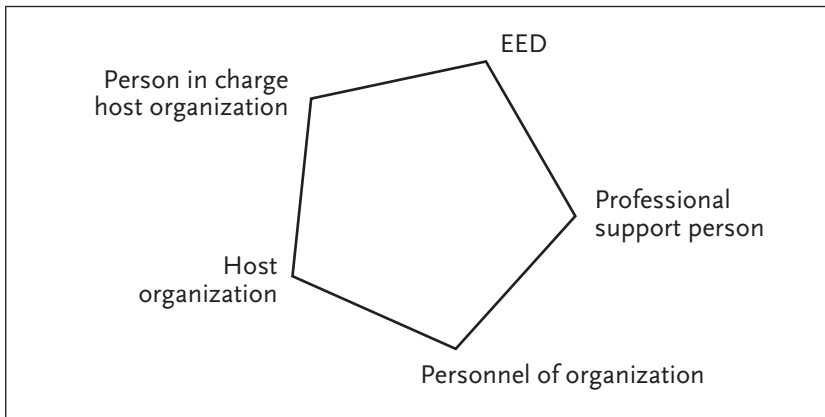 EED
Person in charge
host organization
Professional
support person
Host
organization
Personnel of organization